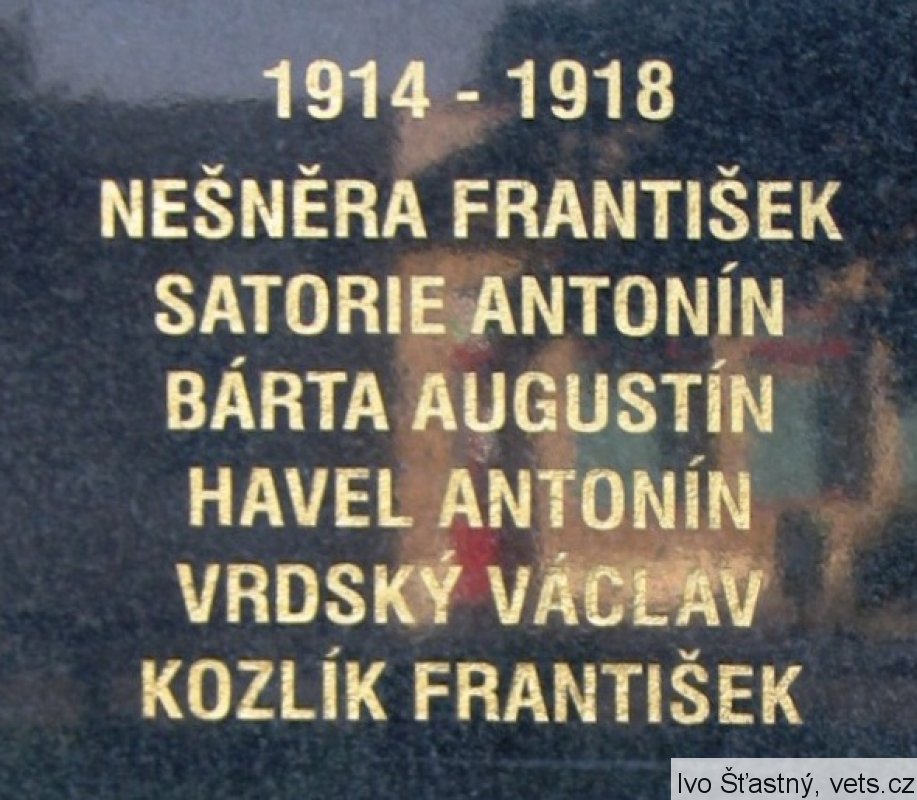 1914 - 1918
NEŠNĚRA FRANTIŠEK
SATORIE ANTONÍN
BÁRTA AUGUSTÍN
HAVEL ANTONÍN
VRDSKÝ VÁCLAV
KOZLÍK FRANTIŠEK
Ivo Šťastný, vets.cz